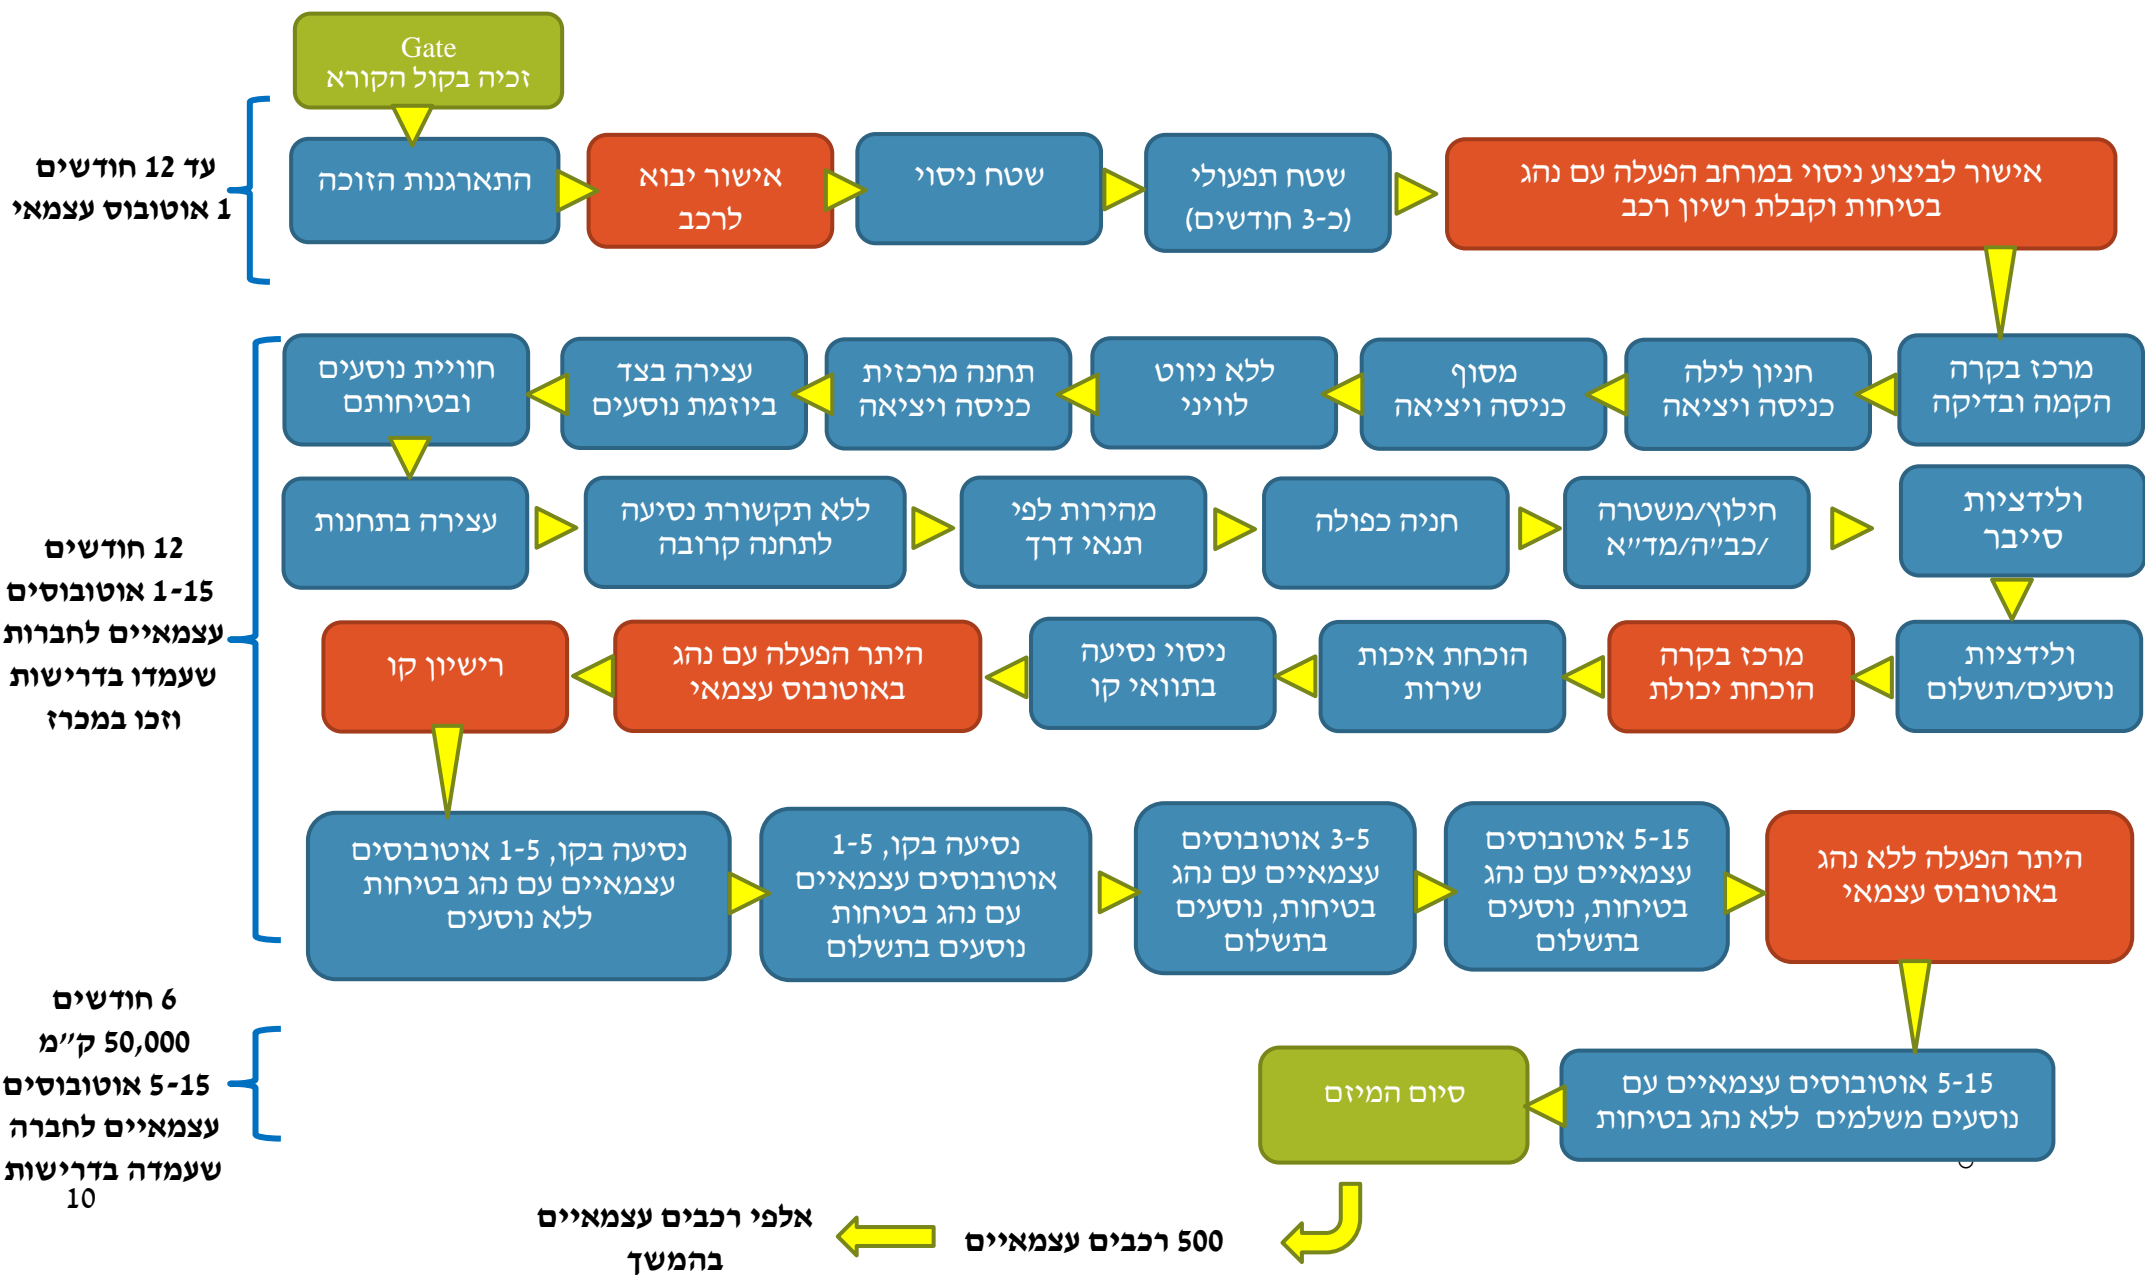 Gate
זכיה בקול הקורא
עד 12 חודשים
1 אוטובוס עצמאי
התארגנות הזוכה
אישור יבוא
לרכב
שטח ניסוי
שטח תפעולי
(כ-3 חודשים)
אישור לביצוע ניסוי במרחב הפעלה עם נהג
בטיחות וקבלת רשיון רכב
12 חודשים
1-15 אוטובוסים
עצמאיים לחברות
שעמדו בדרישות
וזכו במכרז
מרכז בקרה
הקמה ובדיקה
חניון לילה
כניסה ויציאה
מסוף
כניסה ויציאה
ללא ניווט
לוויני
תחנה מרכזית
כניסה ויציאה
עצירה בצד
ביוזמת נוסעים
חוויית נוסעים
ובטיחותם
עצירה בתחנות
ללא תקשורת נסיעה
לתחנה קרובה
מהירות לפי
תנאי דרך
חניה כפולה
חילוץ/משטרה
/כב״ה/מד״א
ולידציות
סייבר
ולידציות
נוסעים/תשלום
מרכז בקרה
הוכחת יכולת
הוכחת איכות
שירות
ניסוי נסיעה
בתוואי קו
היתר הפעלה עם נהג
באוטובוס עצמאי
רישיון קו
נסיעה בקו, 1-5 אוטובוסים
עצמאיים עם נהג בטיחות
ללא נוסעים
נסיעה בקו, 1-5
אוטובוסים עצמאיים
עם נהג בטיחות
נוסעים בתשלום
3-5 אוטובוסים
עצמאיים עם נהג
בטיחות, נוסעים
בתשלום
5-15 אוטובוסים
עצמאיים עם נהג
בטיחות, נוסעים
בתשלום
היתר הפעלה ללא נהג
באוטובוס עצמאי
6 חודשים
50,000 ק״מ
5-15 אוטובוסים
עצמאיים לחברה
שעמדה בדרישות
5-15 אוטובוסים עצמאיים עם
נוסעים משלמים ללא נהג בטיחות
סיום המיזם
10
500 רכבים עצמאיים
אלפי רכבים עצמאיים
בהמשך